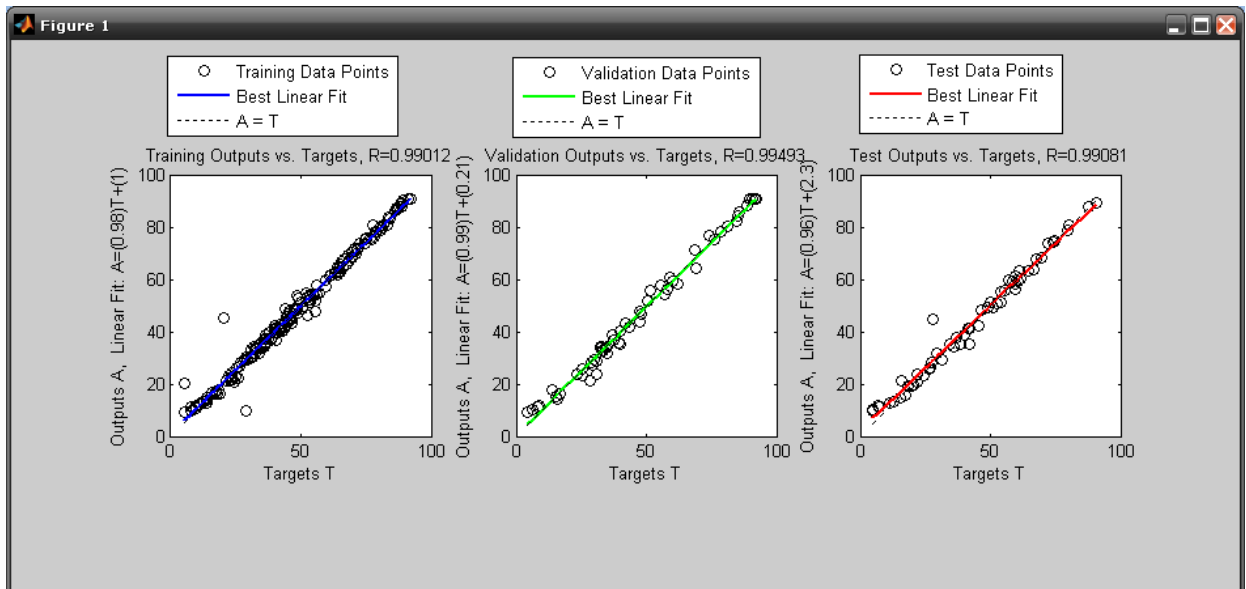 Figure 1
Training Data Points
Best Linear Fit
A = T
Training Outputs vs. Targets, R=0.99012
Outputs A, Linear Fit: A=(0.98)T+(1)
100
80
60
40
20
0
0 50 100
Targets T
Validation Data Points
Best Linear Fit
A = T
Validation Outputs vs. Targets, R=0.99493
Outputs A, Linear Fit: A=(0.99)T+(0.21)
100
80
60
40
20
0
0 50 100
Targets T
Test Data Points
Best Linear Fit
A = T
Test Outputs vs. Targets, R=0.99081
Outputs A, Linear Fit: A=(0.96)T+(2.3)
100
80
60
40
20
0
0 50 100
Targets T